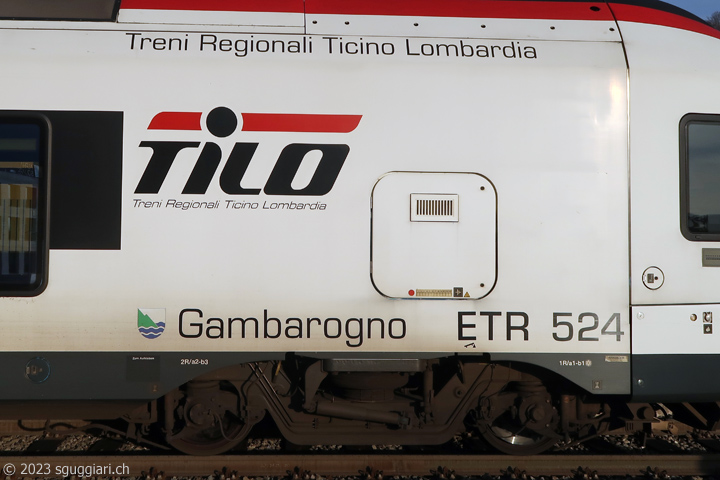 Treni Regionali Ticino Lombardia
TILO
Treni Regionali Ticino Lombardia
Gambarogno ETR 524
2R/a2-b3
1R/a1-b1
© 2023 sguggiari.ch